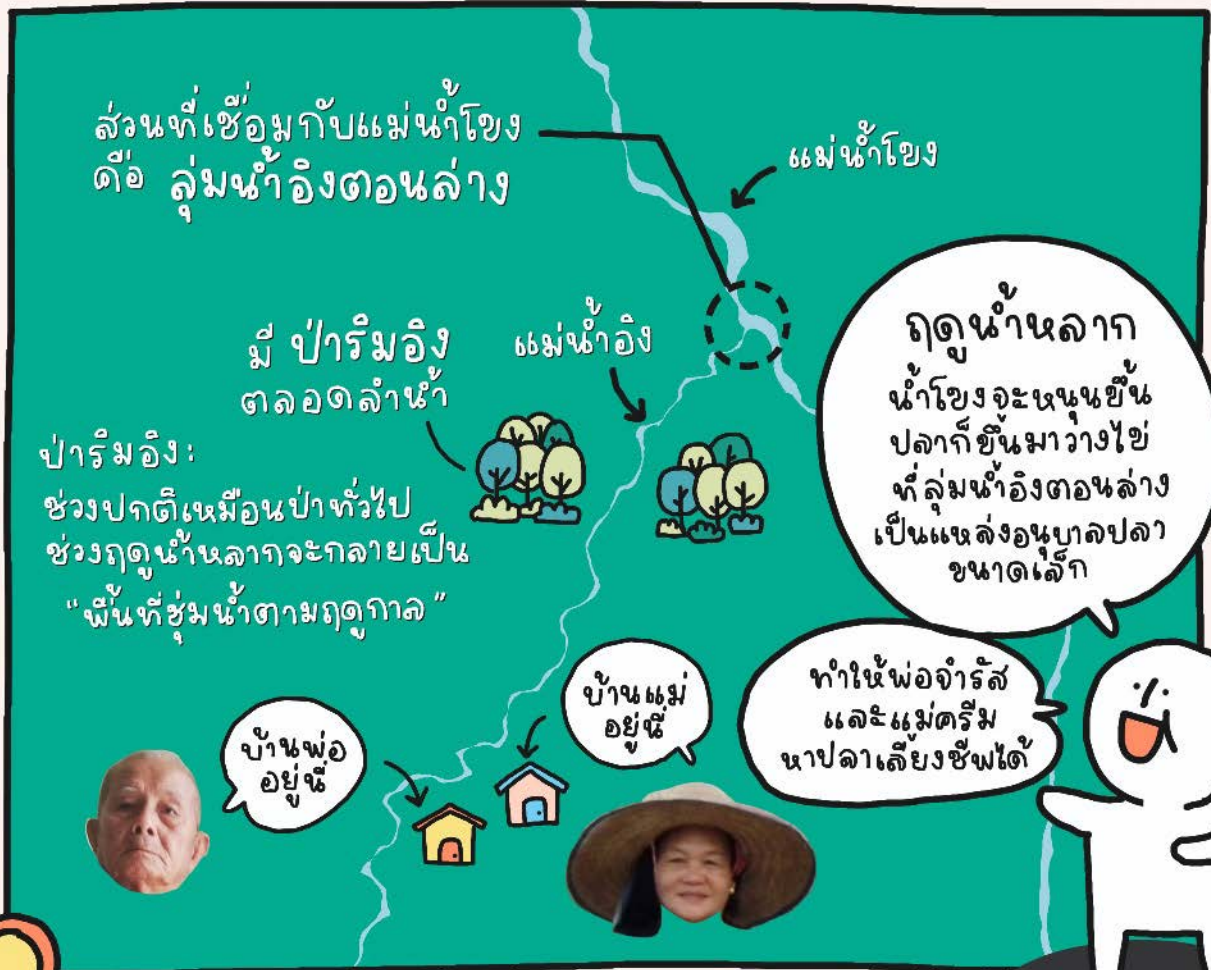 ส่วนที่เชื่อมกับแม่น้ำโขง
คือ ลุ่มน้ำอิงตอนล่าง
แม่น้ำโขง
มี ป่าริมอิง
ตลอดลำน้ำ
แม่น้ำอิง
ป่าริมอิง:
ช่วงปกติเหมือนป่าทั่วไป
ช่วงฤดูน้ำหลากจะกลายเป็น
"พื้นที่ชุ่มน้ำตามฤดูกาล"
ฤดูน้ำหลาก
น้ำโขงจะหนุนขึ้น
ปลาก็ขึ้นมาวางไข่
ที่ลุ่มน้ำอิงตอนล่าง
เป็นแหล่งอนุบาลปลา
ขนาดเล็ก
ทำให้พ่อจำรัส
และแม่ครีม
หาปลาเลี้ยงชีพได้
บ้านพ่อ
อยู่นี่
บ้านแม่
อยู่นี่